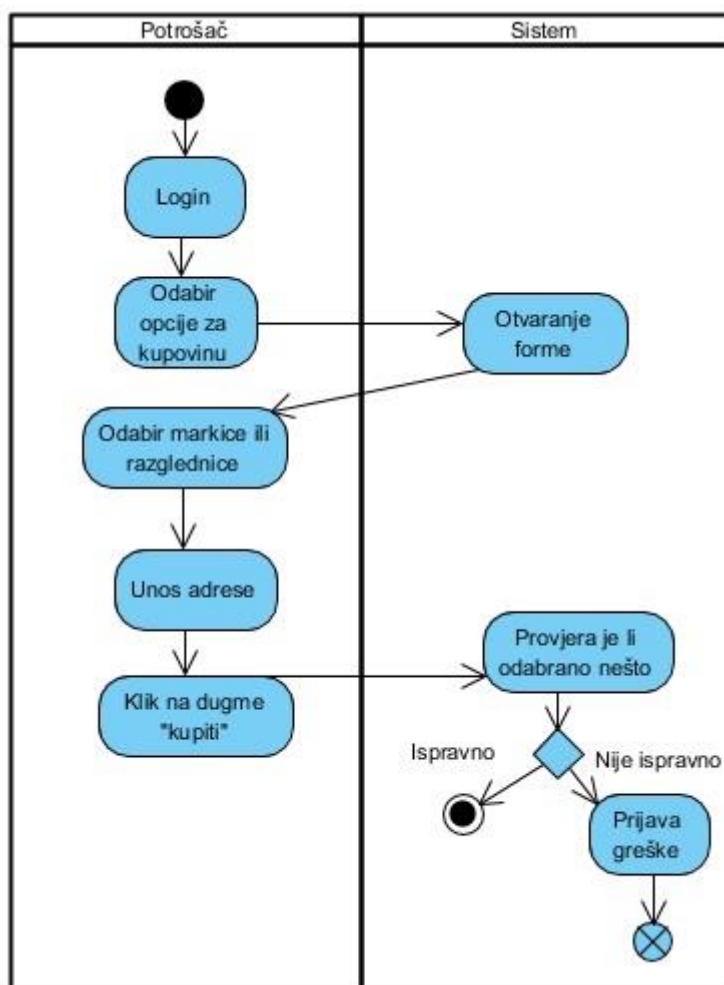 Potrošač
Sistem
Login
Odabir
opcije za
kupovinu
Otvaranje
forme
Odabir markice ili
razglednice
Unos adrese
Klik na dugme
"kupiti"
Provjera je li
odabrano nešto
Ispravno
Nije ispravno
Prijava
greške